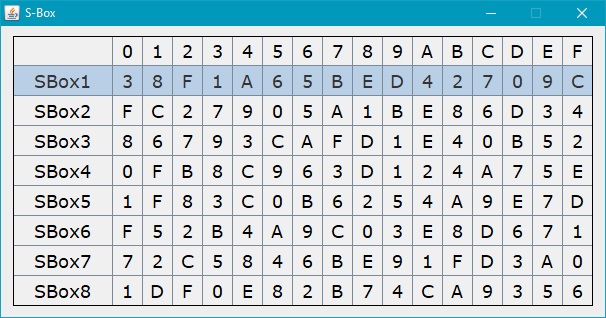 S-Box
0 1 2 3 4 5 6 7 8 9 A B C D E F
SBox1 3 8 F 1 A 6 5 B E D 4 2 7 0 9 C
SBox2 F C 2 7 9 0 5 A 1 B E 8 6 D 3 4
SBox3 8 6 7 9 3 C A F D 1 E 4 0 B 5 2
SBox4 0 F B 8 C 9 6 3 D 1 2 4 A 7 5 E
SBox5 1 F 8 3 C 0 B 6 2 5 4 A 9 E 7 D
SBox6 F 5 2 B 4 A 9 C 0 3 E 8 D 6 7 1
SBox7 7 2 C 5 8 4 6 B E 9 1 F D 3 A 0
SBox8 1 D F 0 E 8 2 B 7 4 C A 9 3 5 6